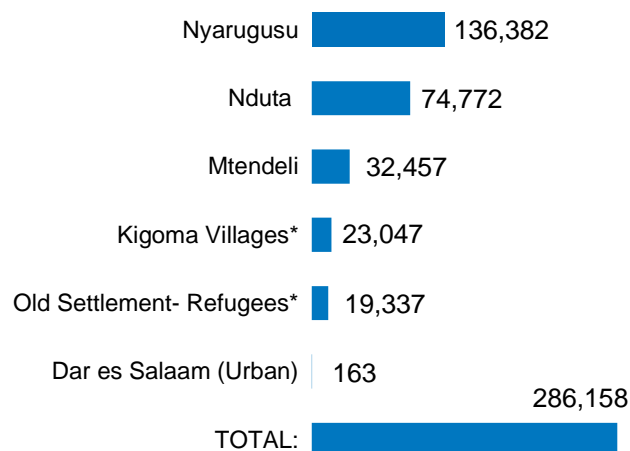 Nyarugusu 136,382
Nduta 74,772
Mtendeli 32,457
Kigoma Villages* 23,047
Old Settlement- Refugees* 19,337
Dar es Salaam (Urban) 163
286,158
TOTAL: